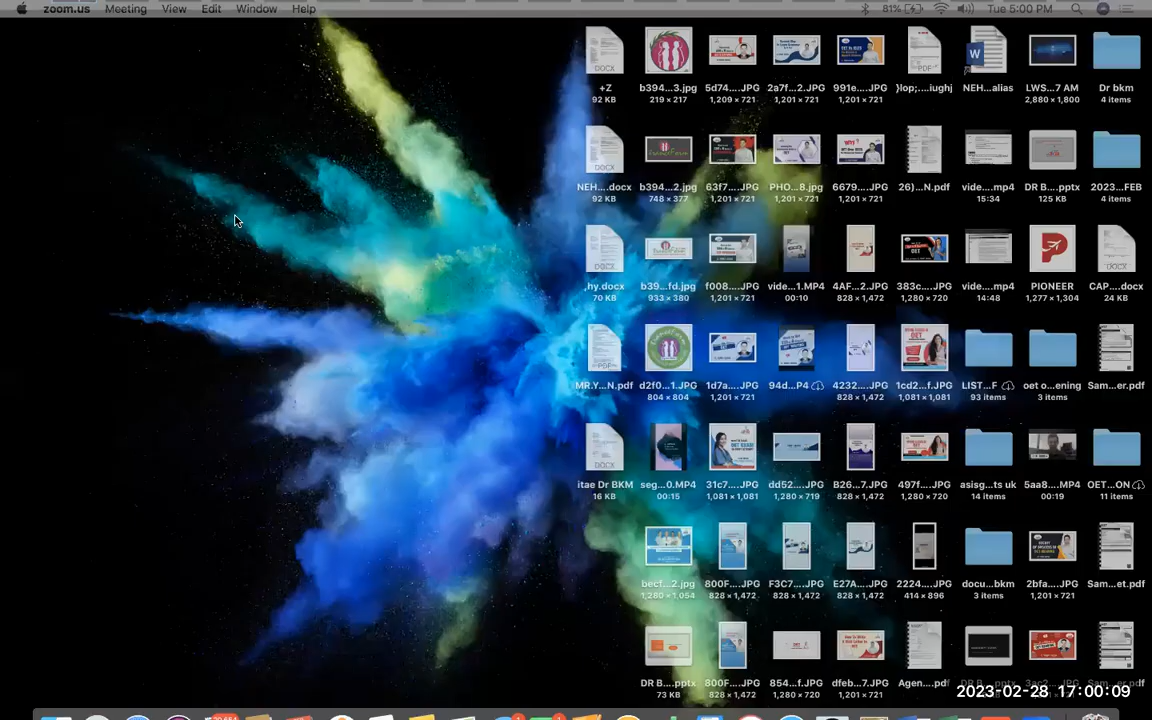 zoom.us Meeting View Edit Window Help 81% Tue 5:00 PM
+Z b394...3.jpg 5d74....JPG 2a7f...2.JPG 991e....JPG }lop;....iughj NEH....alias LWS...7 AM Dr bkm
92 KB 219 × 217 1,209 × 721 1,201 × 721 1,201 × 721 2,880 × 1,800 4 items
NEH....docx b394...2.jpg 63f7....JPG PHO...8.jpg 6679....JPG 26)...N.pdf vide....mp4 DR B....pptx 2023....FEB
92 KB 748 × 377 1,201 × 721 1,201 × 721 1,201 × 721 15:34 125 KB 4 items
,hy.docx b39...fd.jpg f008....JPG vide...1.MP4 4AF...2.JPG 383c....JPG vide....mp4 PIONEER CAP....docx
70 KB 933 × 380 1,201 × 721 00:10 828 × 1,472 1,280 × 720 14:48 1,277 × 1,304 24 KB
MR.Y...N.pdf d2f0...1.JPG 1d7a....JPG 94d...P4 4232....JPG 1cd2...f.JPG LIST...F oet o...ening Sam...er.pdf
804 × 804 1,201 × 721 828 × 1,472 1,081 × 1,081 93 items 3 items
itae Dr BKM seg...0.MP4 31c7....JPG dd52....JPG B26...7.JPG 497f....JPG asisg...ts uk 5aa8....MP4 OET...ON
16 KB 00:15 1,081 × 1,081 1,280 × 719 828 × 1,472 1,280 × 720 14 items 00:19 11 items
becf...2.jpg 800F....JPG F3C7....JPG E27A....JPG 2224....JPG docu...bkm 2bfa....JPG Sam...et.pdf
1,280 × 1,054 828 × 1,472 828 × 1,472 828 × 1,472 414 × 896 3 items 1,201 × 721
DR B....pptx 800F....JPG 854...f.JPG dfeb...7.JPG Agen....pdf DR B....pptx 3ac2....JPG Sam...er.pdf
73 KB 828 × 1,472 1,280 × 720 1,201 × 721
2023-02-28 17:00:09